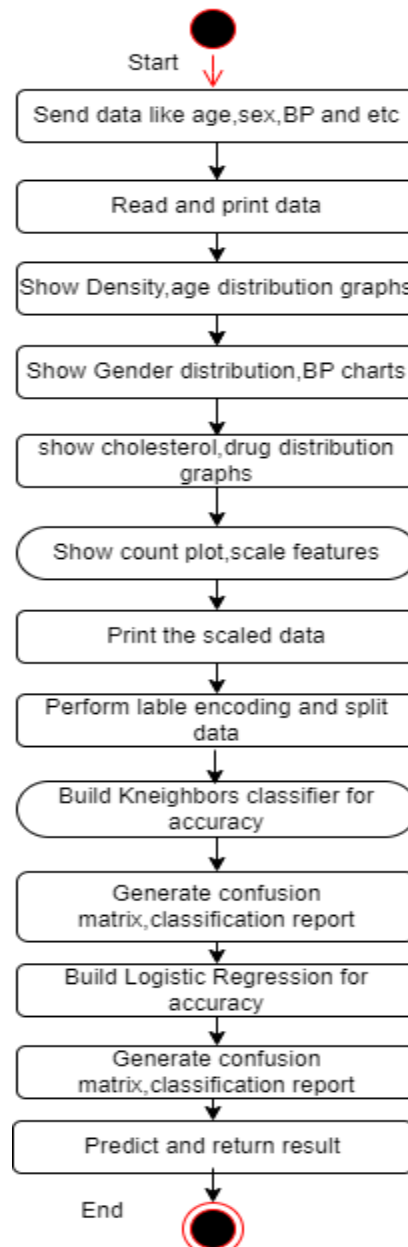 Start
Send data like age,sex,BP and etc
Read and print data
Show Density,age distribution graphs
Show Gender distribution,BP charts
show cholesterol,drug distribution
graphs
Show count plot,scale features
Print the scaled data
Perform lable encoding and split
data
Build Kneighbors classifier for
accuracy
Generate confusion
matrix,classification report
Build Logistic Regression for
accuracy
Generate confusion
matrix,classification report
Predict and return result
End